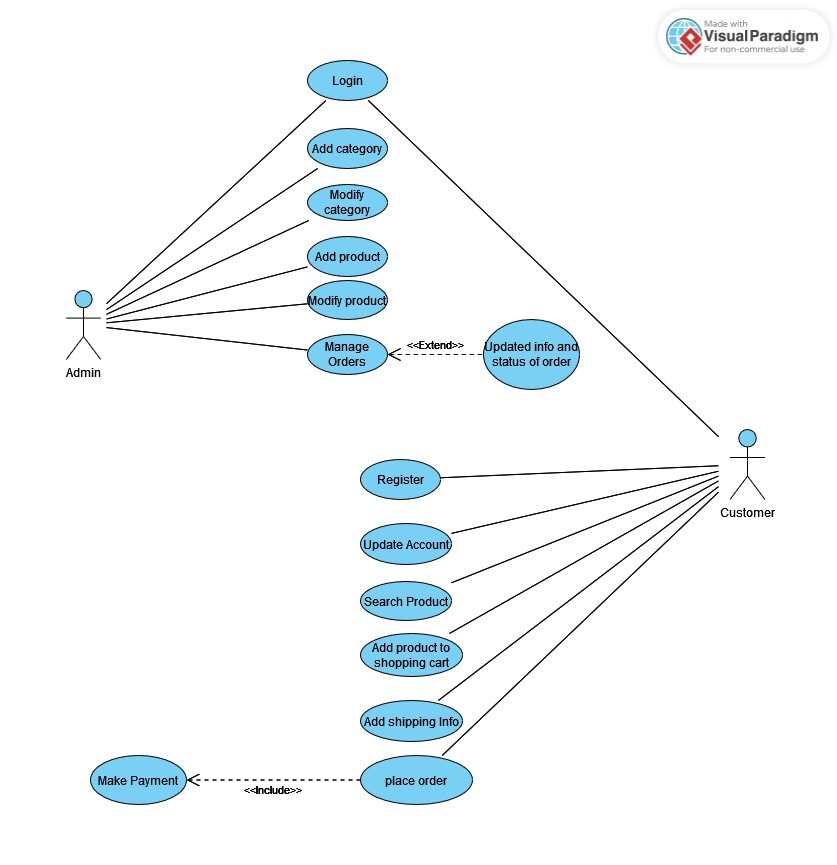 Made with
VisualParadigm
For non-commercial use
Login
Add category
Modify
category
Add product
Modify product
Manage
Orders
<<Extend>>
Updated info and
status of order
Admin
Customer
Register
Update Account
Search Product
Add product to
shopping cart
Add shipping Info
place order
<<Include>>
Make Payment